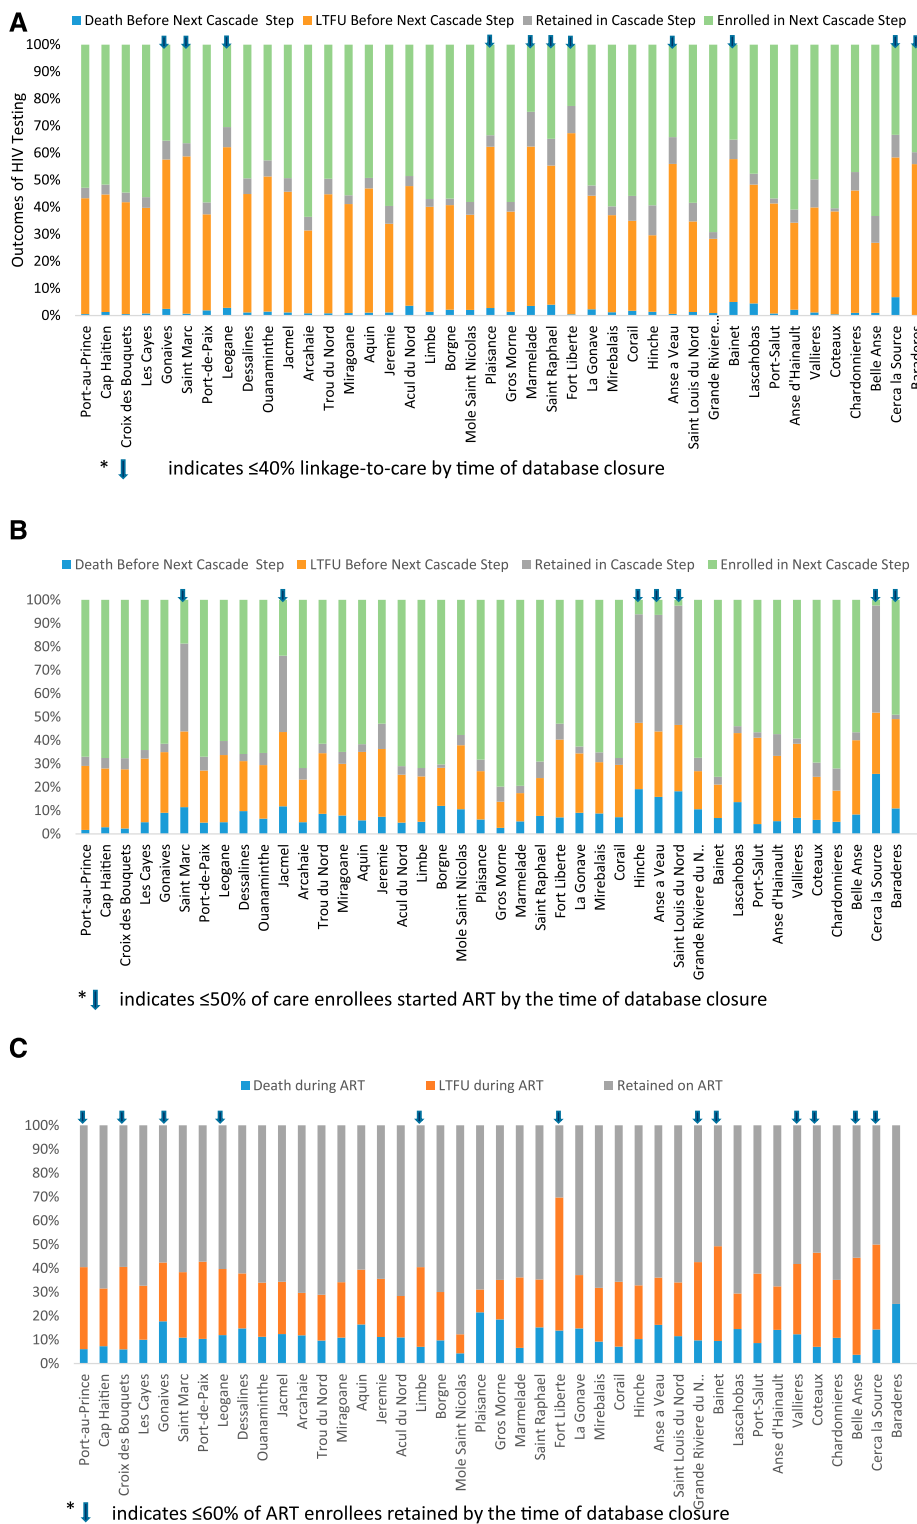 A
Death Before Next Cascade Step LTFU Before Next Cascade Step Retained in Cascade Step Enrolled in Next Cascade Step
Outcomes of HIV Testing
100%
90%
80%
70%
60%
50%
40%
30%
20%
10%
0%
Port-au-Prince
Cap Haitien
Croix des Bouquets
Les Cayes
Gonaives
Saint Marc
Port-de-Paix
Leogane
Dessalines
Ouanaminthe
Jacmel
Arcahaie
Trou du Nord
Miragoane
Aquin
Jeremie
Acul du Nord
Limbe
Borgne
Mole Saint Nicolas
Plaisance
Gros Morne
Marmelade
Saint Raphael
Fort Liberte
La Gonave
Mirebalais
Corail
Hinche
Anse a Veau
Saint Louis du Nord
Grande Riviere...
Bainet
Lascahobas
Port-Salut
Anse d'Hainault
Vallieres
Coteaux
Chardonnieres
Belle Anse
Cerca la Source
Baraderes
* indicates ≤40% linkage-to-care by time of database closure
B
Death Before Next Cascade Step LTFU Before Next Cascade Step Retained in Cascade Step Enrolled in Next Cascade Step
100%
90%
80%
70%
60%
50%
40%
30%
20%
10%
0%
Port-au-Prince
Cap Haitien
Croix des Bouquets
Les Cayes
Gonaives
Saint Marc
Port-de-Paix
Leogane
Dessalines
Ouanaminthe
Jacmel
Arcahaie
Trou du Nord
Miragoane
Aquin
Jeremie
Acul du Nord
Limbe
Borgne
Mole Saint Nicolas
Plaisance
Gros Morne
Marmelade
Saint Raphael
Fort Liberte
La Gonave
Mirebalais
Corail
Hinche
Anse a Veau
Saint Louis du Nord
Grande Riviere du N..
Bainet
Lascahobas
Port-Salut
Anse d'Hainault
Vallieres
Coteaux
Chardonnieres
Belle Anse
Cerca la Source
Baraderes
* indicates ≤50% of care enrollees started ART by the time of database closure
C
Death during ART LTFU during ART Retained on ART
100%
90%
80%
70%
60%
50%
40%
30%
20%
10%
0%
Port-au-Prince
Cap Haitien
Croix des Bouquets
Les Cayes
Gonaives
Saint Marc
Port-de-Paix
Leogane
Dessalines
Ouanaminthe
Jacmel
Arcahaie
Trou du Nord
Miragoane
Aquin
Jeremie
Acul du Nord
Limbe
Borgne
Mole Saint Nicolas
Plaisance
Gros Morne
Marmelade
Saint Raphael
Fort Liberte
La Gonave
Mirebalais
Corail
Hinche
Anse a Veau
Saint Louis du Nord
Grande Riviere du N..
Bainet
Lascahobas
Port-Salut
Anse d'Hainault
Vallieres
Coteaux
Chardonnieres
Belle Anse
Cerca la Source
Baraderes
* indicates ≤60% of ART enrollees retained by the time of database closure